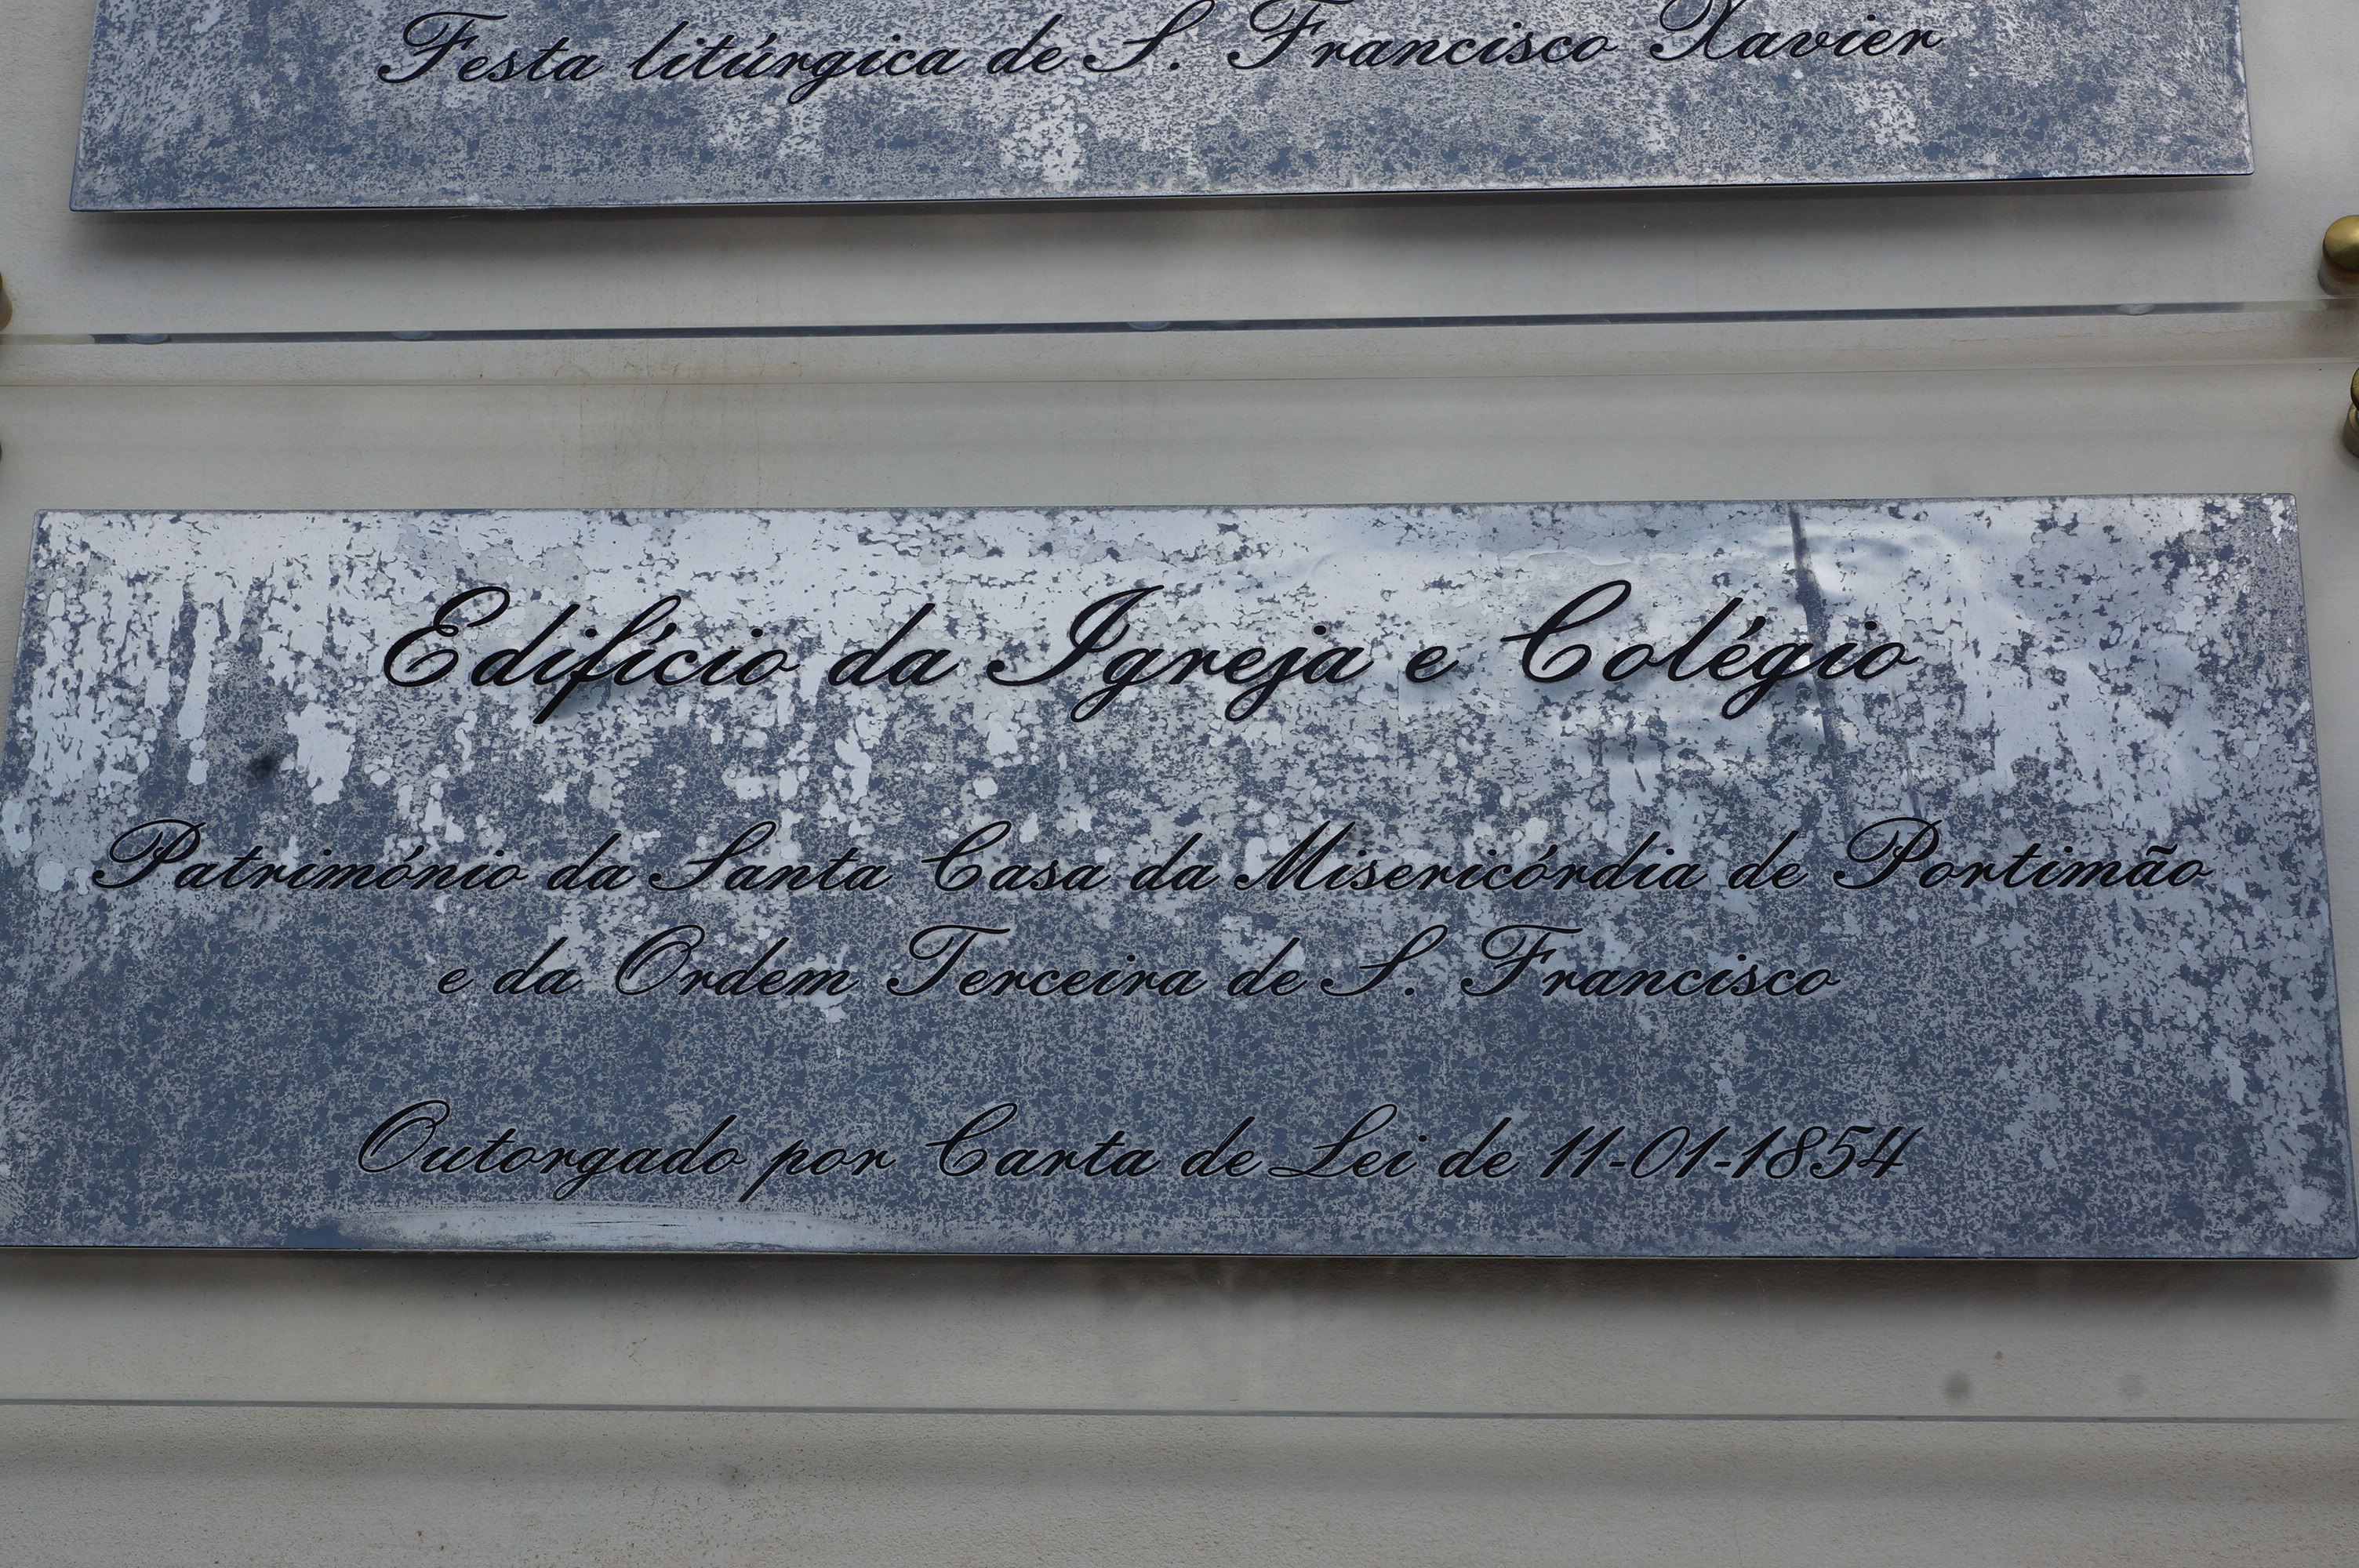 Festa litúrgica de S. Francisco Xavier
Edifício da Igreja e Colégio
Património da Santa Casa da Misericórdia de Portimão
e da Ordem Terceira de S. Francisco
Outorgado por Carta de Lei de 11-01-1854